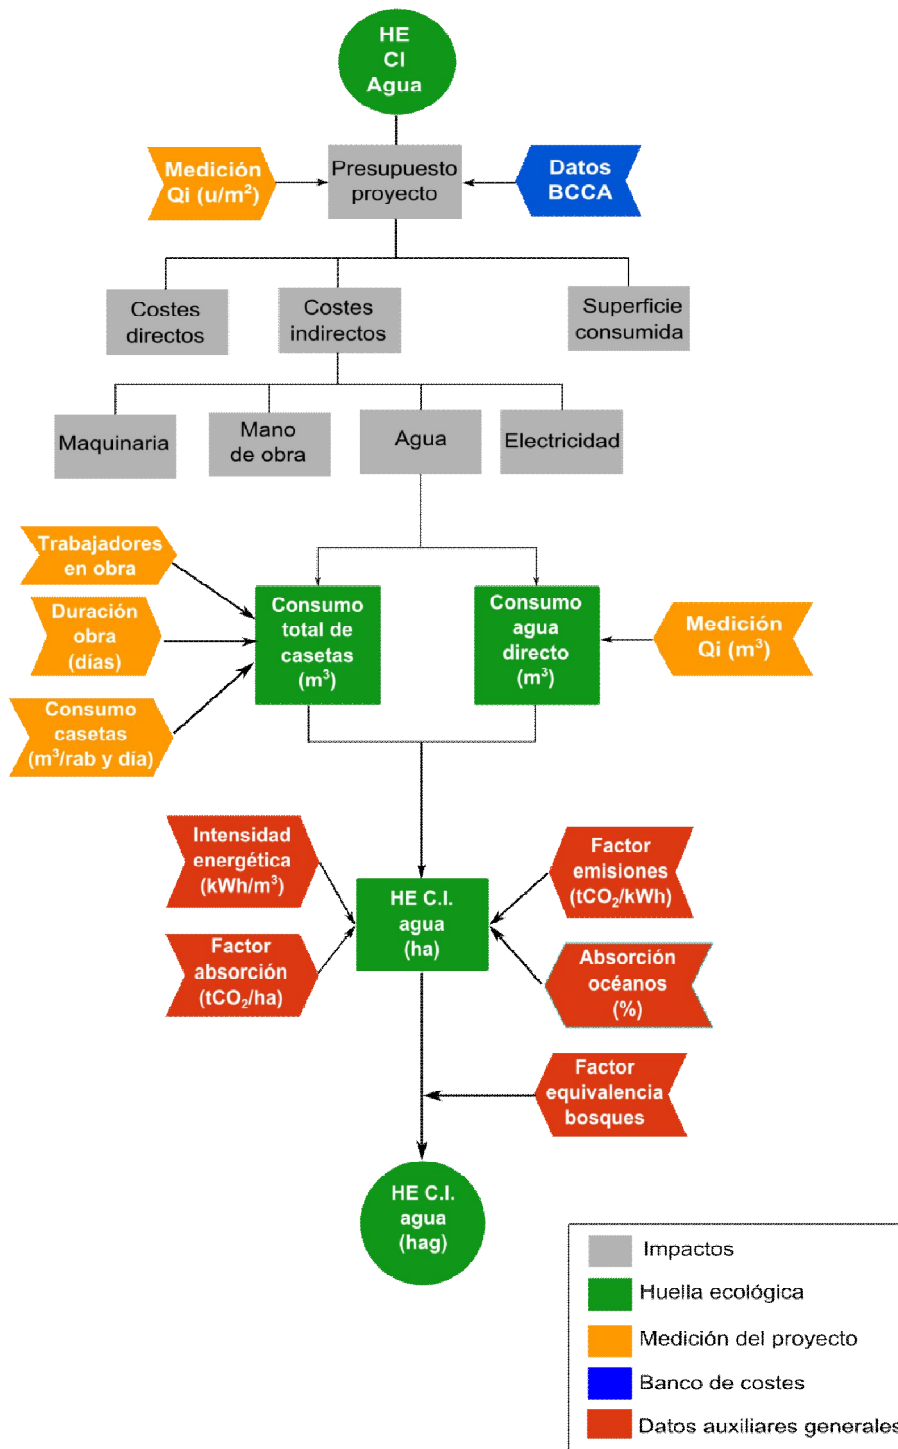 HE
CI
Agua
Medición
Qi (u/m²)
Presupuesto
proyecto
Datos
BCCA
Costes
directos
Costes
indirectos
Superficie
consumida
Maquinaria
Mano
de obra
Agua
Electricidad
Trabajadores
en obra
Duración
obra
(días)
Consumo
casetas
(m³/rab y día)
Consumo
total de
casetas
(m³)
Consumo
agua
directo
(m³)
Medición
Qi (m³)
Intensidad
energética
(kWh/m³)
Factor
absorción
(tCO₂/ha)
HE C.I.
agua
(ha)
Factor
emisiones
(tCO₂/kWh)
Absorción
océanos
(%)
Factor
equivalencia
bosques
HE C.I.
agua
(hag)
Impactos
Huella ecológica
Medición del proyecto
Banco de costes
Datos auxiliares generales